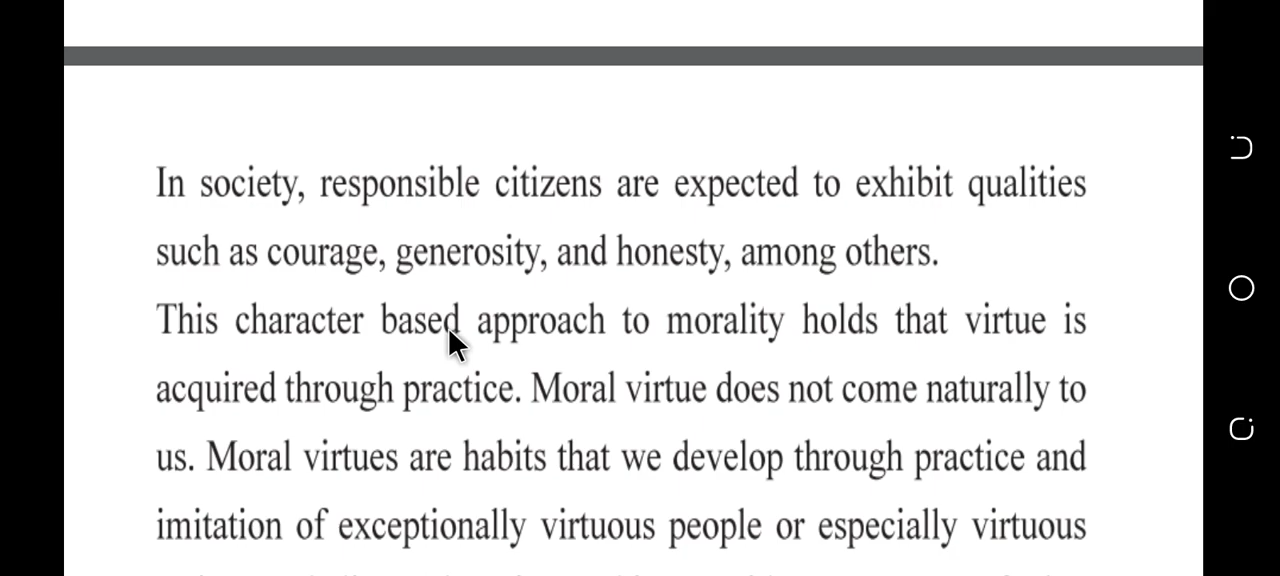 In society, responsible citizens are expected to exhibit qualities
such as courage, generosity, and honesty, among others.
This character based approach to morality holds that virtue is
acquired through practice. Moral virtue does not come naturally to
us. Moral virtues are habits that we develop through practice and
imitation of exceptionally virtuous people or especially virtuous